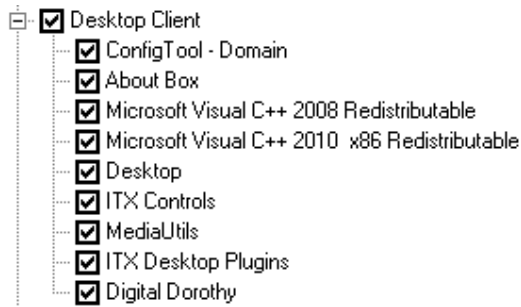 Desktop Client
ConfigTool - Domain
About Box
Microsoft Visual C++ 2008 Redistributable
Microsoft Visual C++ 2010  x86 Redistributable
Desktop
ITX Controls
MediaUtils
ITX Desktop Plugins
Digital Dorothy